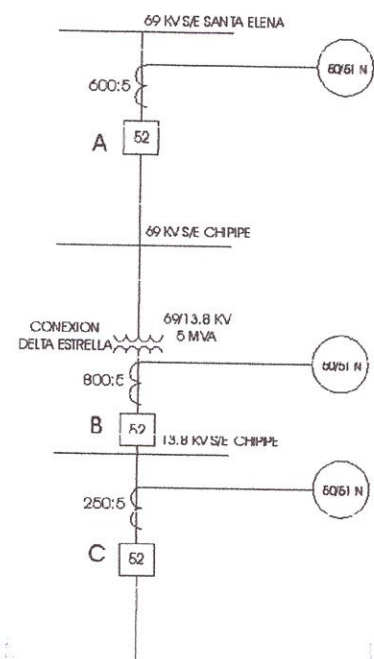 69 KV S/E SANTA ELENA
50/51 N
600:5
A
52
69 KV S/E CHIPIPE
69/13.8 KV
5 MVA
CONEXION
DELTA ESTRELLA
50/51 N
800:5
B
52
13.8 KV S/E CHIPIPE
50/51 N
250:5
C
52